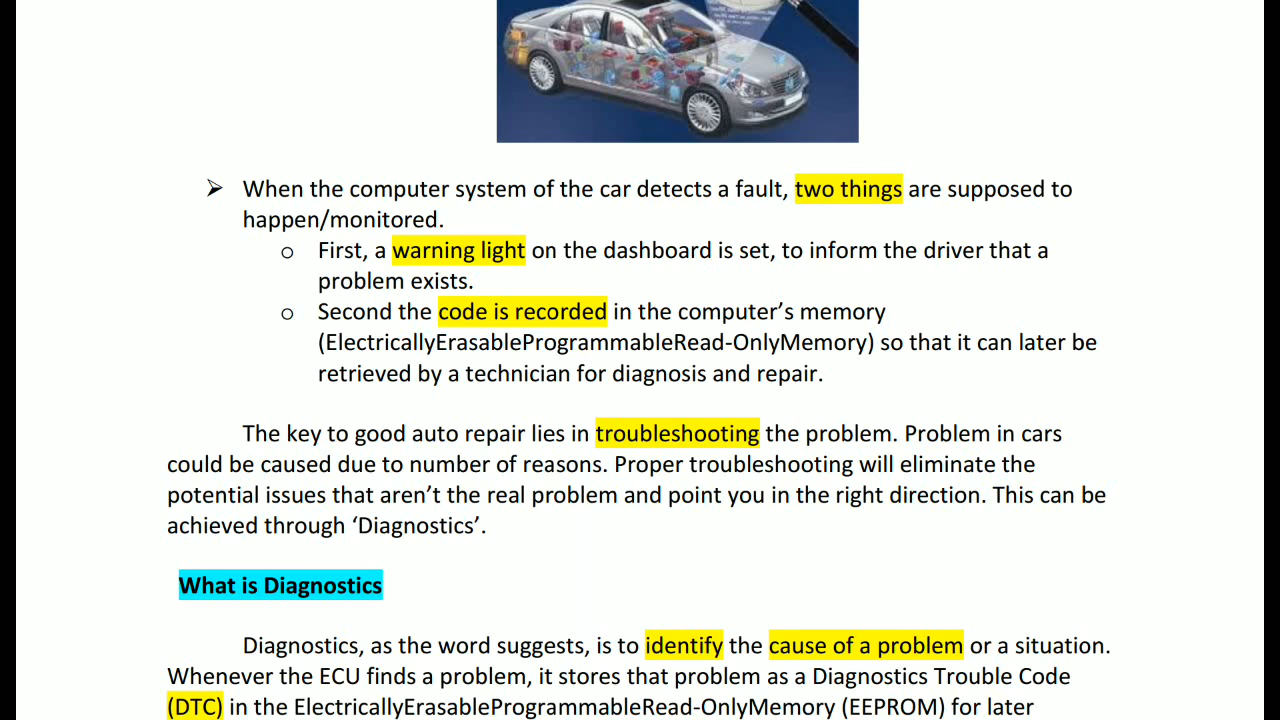 ➢ When the computer system of the car detects a fault, two things are supposed to
happen/monitored.
o First, a warning light on the dashboard is set, to inform the driver that a
problem exists.
o Second the code is recorded in the computer’s memory
(ElectricallyErasableProgrammableRead-OnlyMemory) so that it can later be
retrieved by a technician for diagnosis and repair.
The key to good auto repair lies in troubleshooting the problem. Problem in cars
could be caused due to number of reasons. Proper troubleshooting will eliminate the
potential issues that aren’t the real problem and point you in the right direction. This can be
achieved through ‘Diagnostics’.
What is Diagnostics
Diagnostics, as the word suggests, is to identify the cause of a problem or a situation.
Whenever the ECU finds a problem, it stores that problem as a Diagnostics Trouble Code
(DTC) in the ElectricallyErasableProgrammableRead-OnlyMemory (EEPROM) for later